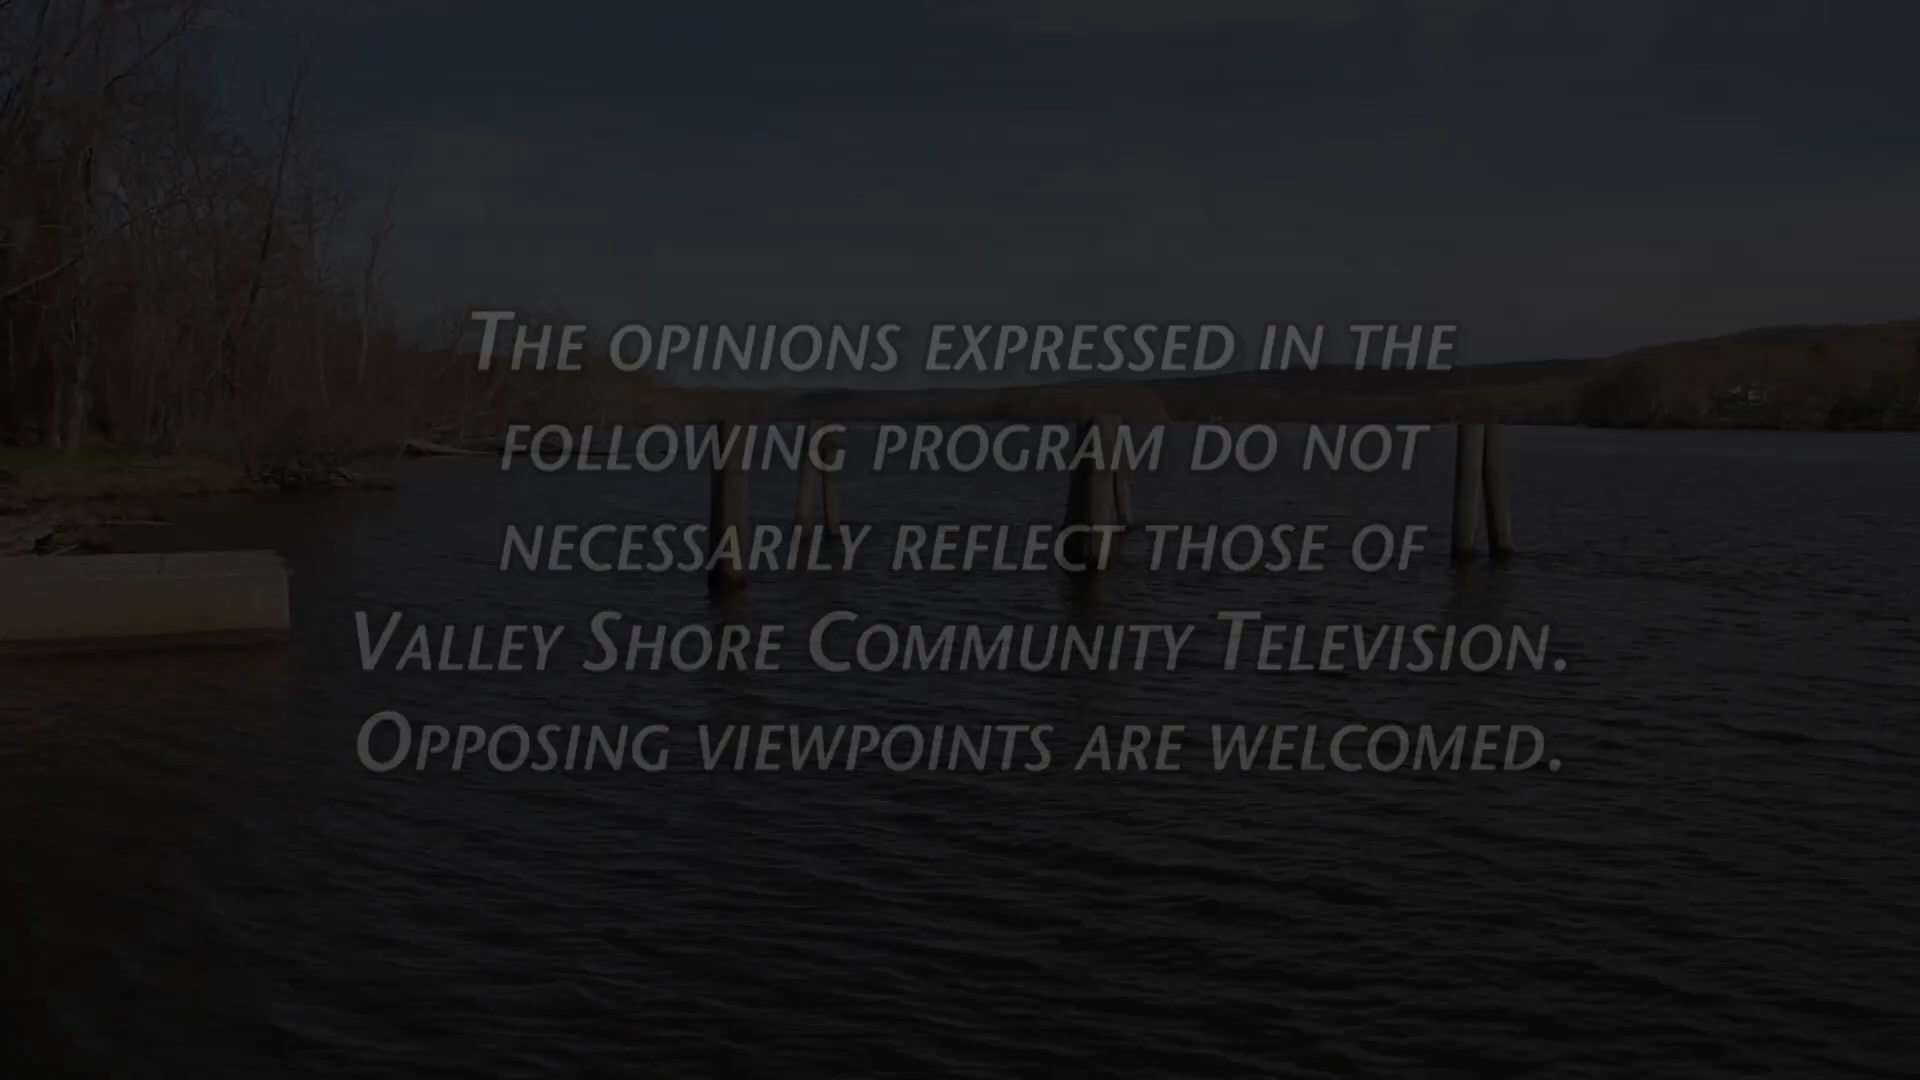 The opinions expressed in the
following program do not
necessarily reflect those of
Valley Shore Community Television.
Opposing viewpoints are welcomed.